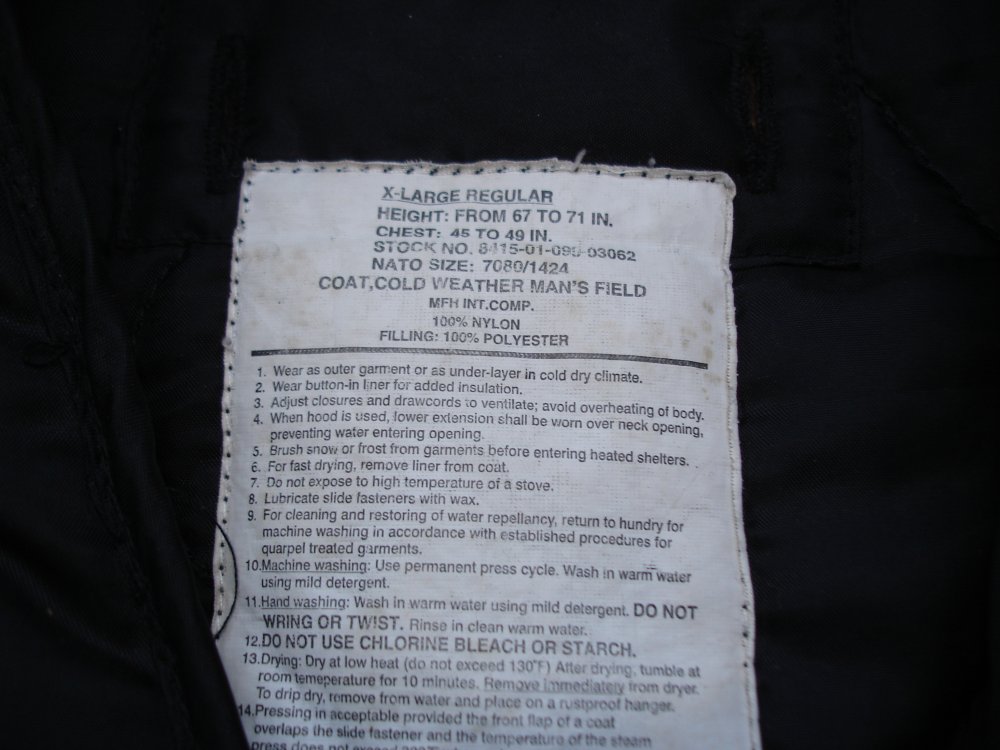 X-LARGE REGULAR
HEIGHT: FROM 67 TO 71 IN.
CHEST: 45 TO 49 IN.
STOCK NO. 8415-01-099-03062
NATO SIZE: 7080/1424
COAT,COLD WEATHER MAN'S FIELD
MFH INT.COMP.
100% NYLON
FILLING: 100% POLYESTER
1. Wear as outer garment or as under-layer in cold dry climate.
2. Wear button-in liner for added insulation.
3. Adjust closures and drawcords to ventilate; avoid overheating of body.
4. When hood is used, lower extension shall be worn over neck opening,
preventing water entering opening.
5. Brush snow or frost from garments before entering heated shelters.
6. For fast drying, remove liner from coat.
7. Do not expose to high temperature of a stove.
8. Lubricate slide fasteners with wax.
9. For cleaning and restoring of water repellancy, return to hundry for
machine washing in accordance with established procedures for
quarpel treated garments.
10.Machine washing: Use permanent press cycle. Wash in warm water
using mild detergent.
11.Hand washing: Wash in warm water using mild detergent. DO NOT
WRING OR TWIST. Rinse in clean warm water.
12.DO NOT USE CHLORINE BLEACH OR STARCH.
13.Drying: Dry at low heat (do not exceed 130°F) After drying, tumble at
room temeperature for 10 minutes. Remove immediately from dryer.
To drip dry, remove from water and place on a rustproof hanger.
14.Pressing in acceptable provided the front flap of a coat
overlaps the slide fastener and the temperature of the steam
press does not exceed